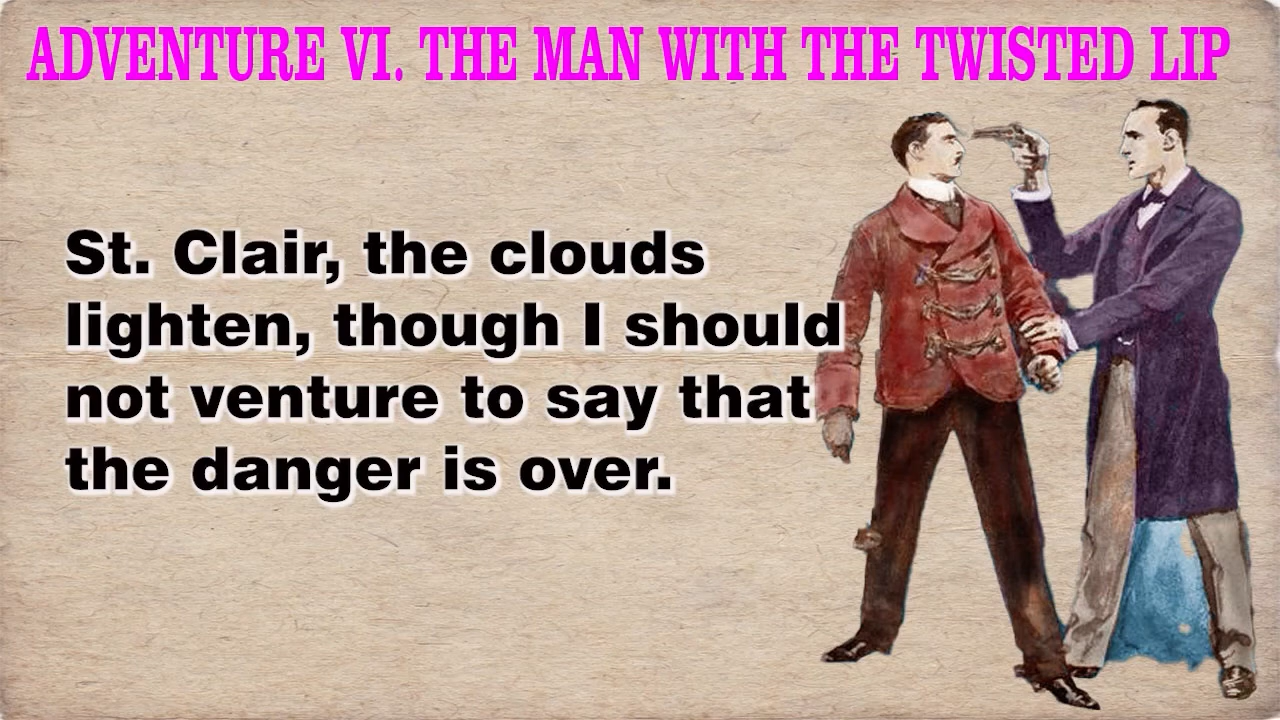 ADVENTURE VI. THE MAN WITH THE TWISTED LIP
St. Clair, the clouds
lighten, though I should
not venture to say that
the danger is over.